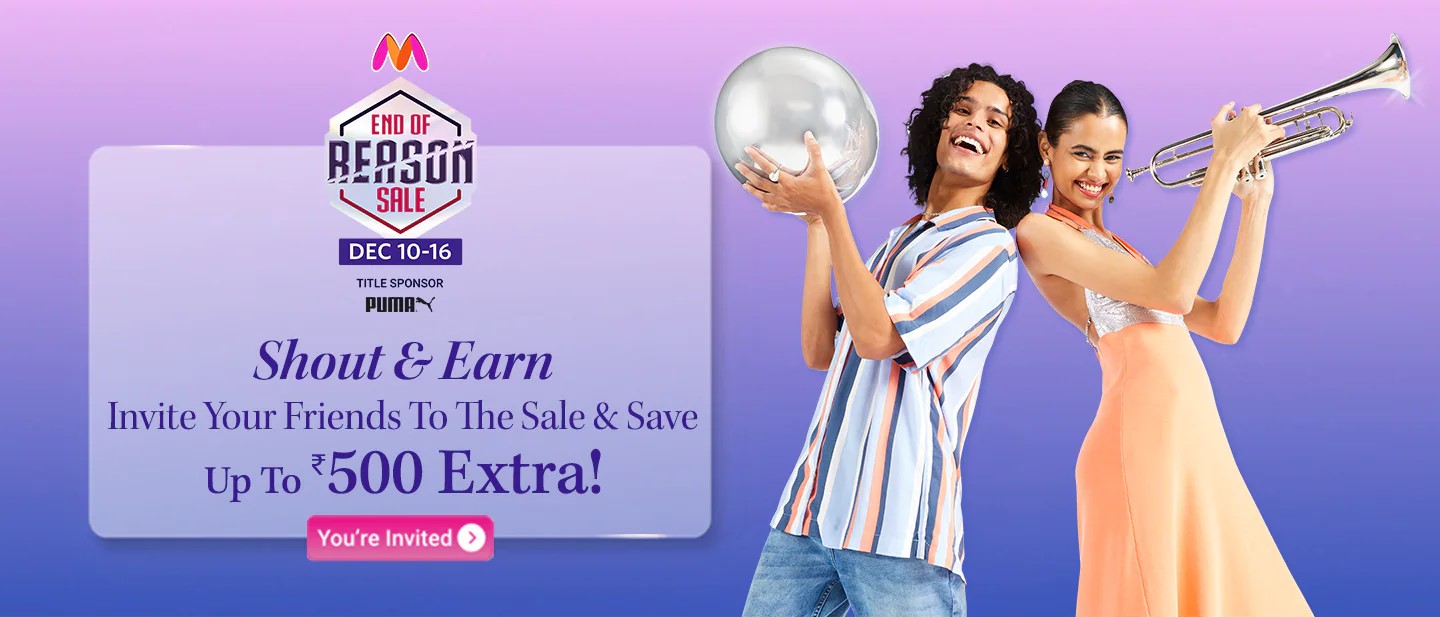 END OF
REASON
SALE
DEC 10-16
TITLE SPONSOR
PUMA
Shout & Earn
Invite Your Friends To The Sale & Save
Up To ₹500 Extra!
You're Invited